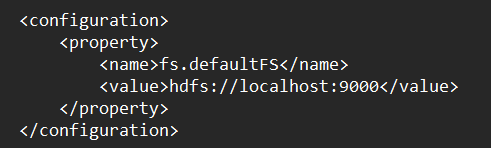 <configuration>
    <property>
        <name>fs.defaultFS</name>
        <value>hdfs://localhost:9000</value>
    </property>
</configuration>